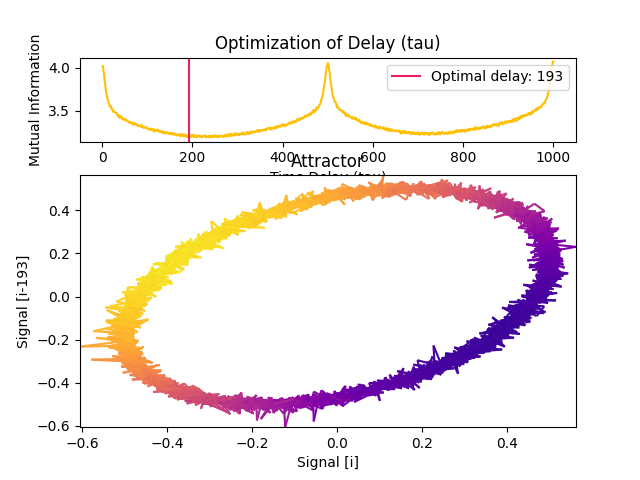 Optimization of Delay (tau)
Mutual Information
4.0
3.5
Optimal delay: 193
0 200 400 600 800 1000
Time Delay (tau)
Attractor
Signal [i-193]
0.4
0.2
0.0
−0.2
−0.4
−0.6
−0.6 −0.4 −0.2 0.0 0.2 0.4
Signal [i]